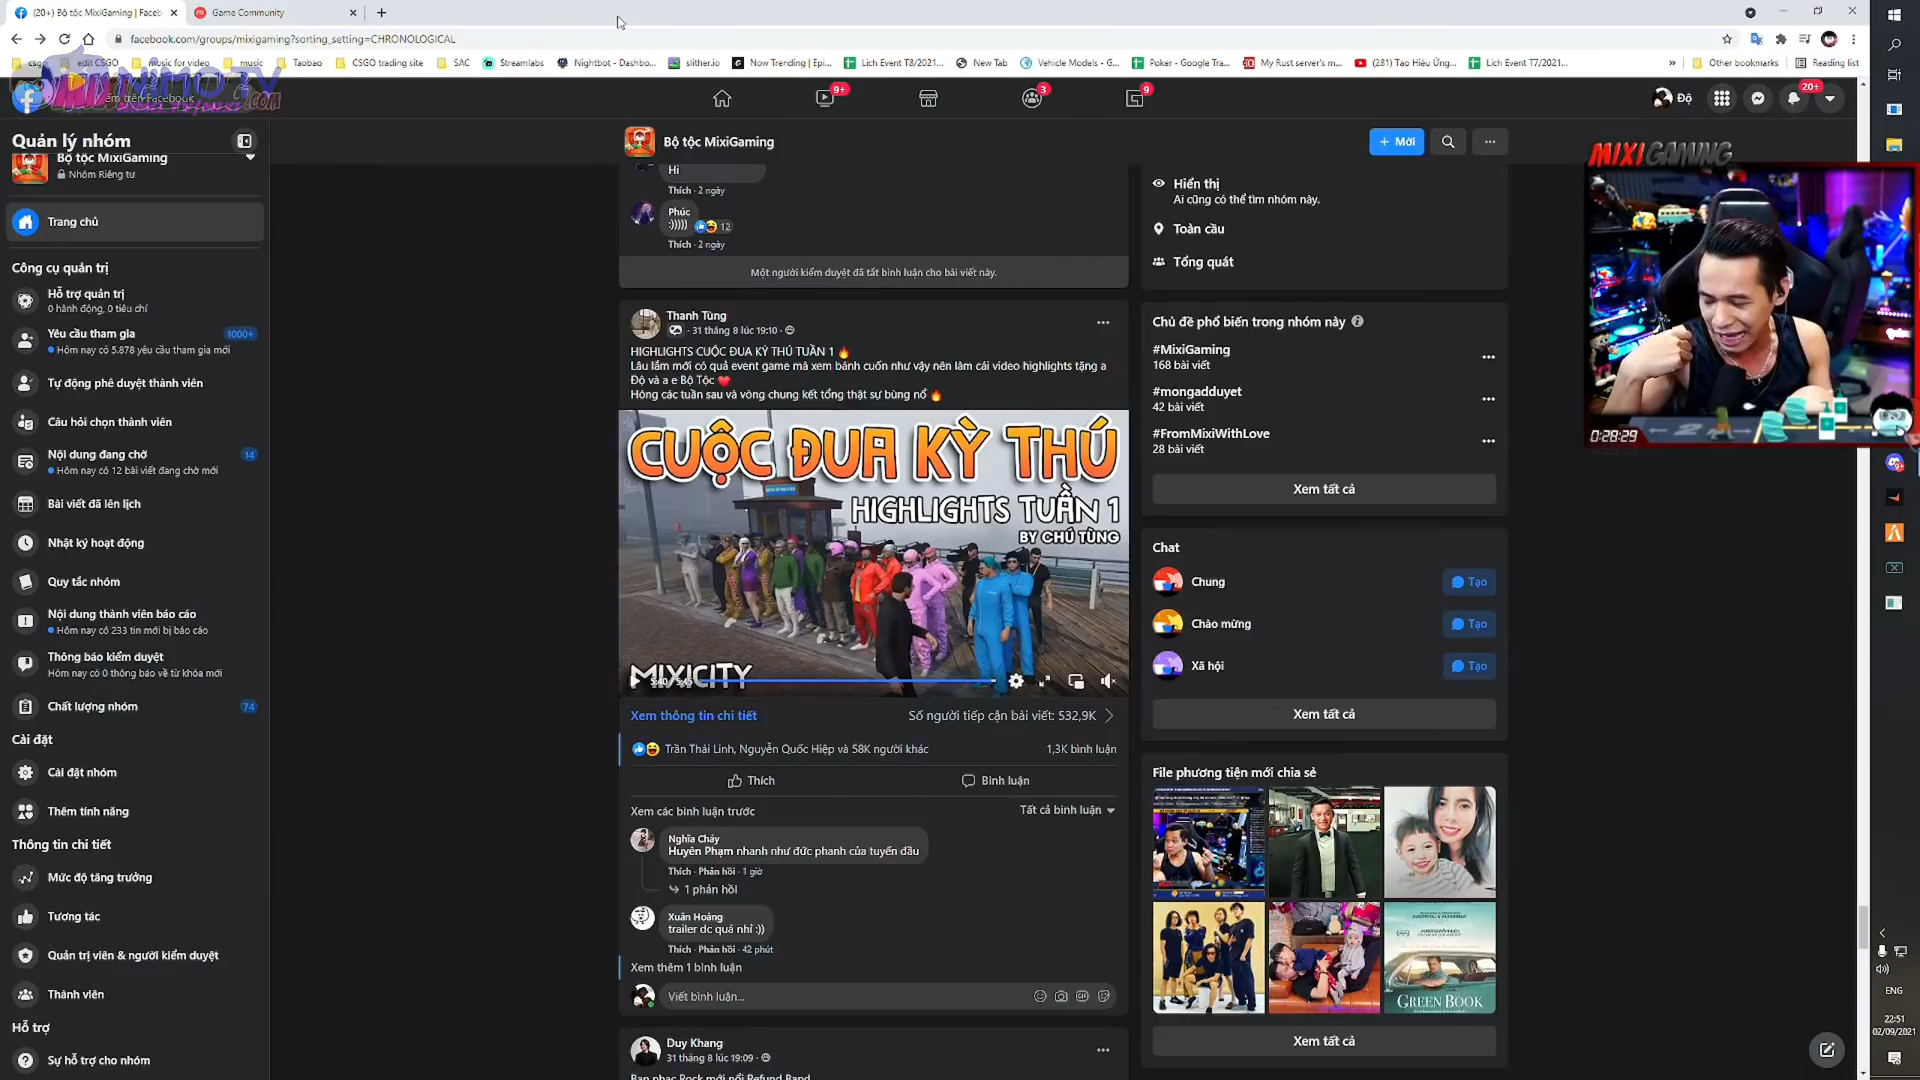 (20+) Bộ tộc MixiGaming | Faceb
Game Community
facebook.com/groups/mixigaming?sorting_setting=CHRONOLOGICAL
edit CSGO
music for video
music
Taobao
CSGO trading site
SAC
Streamlabs
Nightbot - Dashbo...
slither.io
Now Trending | Epi...
Lich Event T8/2021...
New Tab
Vehicle Models - G...
Poker - Google Tra...
My Rust server's m...
(281) Tạo Hiệu Ứng...
Lich Event T7/2021...
»
Other bookmarks
Reading list
NIMO TV
9+
3
9
Độ
20+
Quản lý nhóm
Bộ tộc MixiGaming
Nhóm Riêng tư
Trang chủ
Công cụ quản trị
Hỗ trợ quản trị
0 hành động, 0 tiêu chí
Yêu cầu tham gia
1000+
Hôm nay có 5.878 yêu cầu tham gia mới
Tự động phê duyệt thành viên
Câu hỏi chọn thành viên
Nội dung đang chờ
14
Hôm nay có 12 bài viết đang chờ mới
Bài viết đã lên lịch
Nhật ký hoạt động
Quy tắc nhóm
Nội dung thành viên báo cáo
Hôm nay có 233 tin mới bị báo cáo
Thông báo kiểm duyệt
Hôm nay có 0 thông báo về từ khóa mới
Chất lượng nhóm
74
Cài đặt
Cài đặt nhóm
Thêm tính năng
Thông tin chi tiết
Mức độ tăng trưởng
Tương tác
Quản trị viên & người kiểm duyệt
Thành viên
Hỗ trợ
Sự hỗ trợ cho nhóm
Bộ tộc MixiGaming
+ Mời
Hi
Thích · 2 ngày
Phúc
:)))))
12
Thích · 2 ngày
Một người kiểm duyệt đã tắt bình luận cho bài viết này.
Thanh Tùng
· 31 tháng 8 lúc 19:10 ·
HIGHLIGHTS CUỘC ĐUA KỲ THÚ TUẦN 1 🔥
Lâu lắm mới có quả event game mà xem bánh cuốn như vậy nên làm cái video highlights tặng a
Độ và a e Bộ Tộc ❤️
Hóng các tuần sau và vòng chung kết tổng thật sự bùng nổ 🔥
CUỘC ĐUA KỲ THÚ
HIGHLIGHTS TUẦN 1
BY CHÚ TÙNG
MIXICITY
5:40 / 5:45
Xem thông tin chi tiết
Số người tiếp cận bài viết: 532,9K
Trần Thái Linh, Nguyễn Quốc Hiệp và 58K người khác
1,3K bình luận
Thích
Bình luận
Xem các bình luận trước
Tất cả bình luận
Nghĩa Cháy
Huyên Phạm nhanh như đức phanh của tuyến đầu
Thích · Phản hồi · 1 giờ
1 phản hồi
Xuân Hoàng
trailer dc quá nhỉ :))
Thích · Phản hồi · 42 phút
Xem thêm 1 bình luận
Viết bình luận...
Duy Khang
31 tháng 8 lúc 19:09 ·
Ban nhạc Rock mới nổi Refund Band
Hiển thị
Ai cũng có thể tìm nhóm này.
Toàn cầu
Tổng quát
Chủ đề phổ biến trong nhóm này
#MixiGaming
168 bài viết
#mongadduyet
42 bài viết
#FromMixiWithLove
28 bài viết
Xem tất cả
Chat
Chung
Tạo
Chào mừng
Tạo
Xã hội
Tạo
Xem tất cả
File phương tiện mới chia sẻ
GREEN BOOK
Xem tất cả
MIXIGAMING
0:28:29
9+
ENG
22:51
02/09/2021